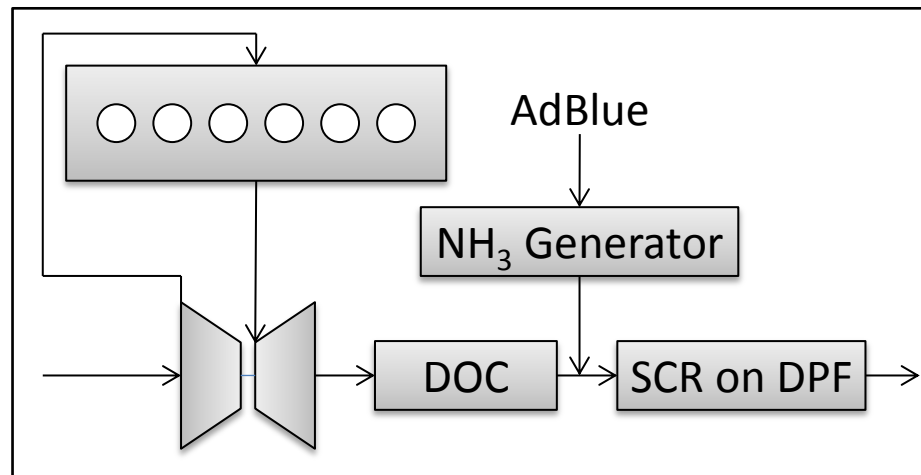 AdBlue
NH₃ Generator
DOC
SCR on DPF